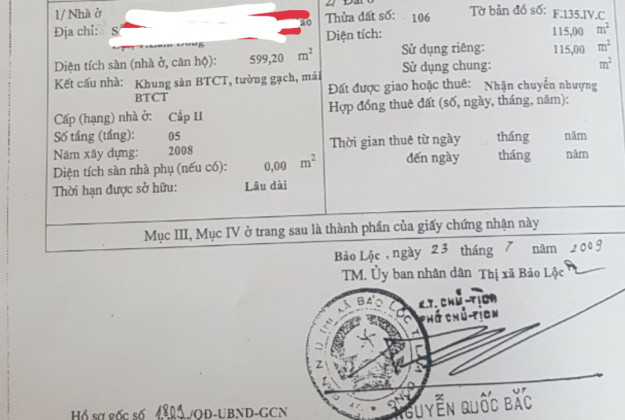 1/ Nhà ở
Địa chỉ:
Diện tích sàn (nhà ở, căn hộ): 599,20 m²
Kết cấu nhà: Khung sàn BTCT, tường gạch, mái
BTCT
Cấp (hạng) nhà ở: Cấp II
Số tầng (tầng): 05
Năm xây dựng: 2008
Diện tích sàn nhà phụ (nếu có): 0,00 m²
Thời hạn được sở hữu: Lâu dài
2/ Đất ở
Thửa đất số: 106 Tờ bản đồ số: F.135.IV.C
Diện tích: 115,00 m²
Sử dụng riêng: 115,00 m²
Sử dụng chung: m²
Đất được giao hoặc thuê: Nhận chuyển nhượng
Hợp đồng thuê đất (số, ngày, tháng, năm):
Thời gian thuê từ ngày tháng năm
đến ngày tháng năm
Mục III, Mục IV ở trang sau là thành phần của giấy chứng nhận này
Bảo Lộc, ngày 23 tháng 7 năm 2009
TM. Ủy ban nhân dân Thị xã Bảo Lộc
K.T. CHỦ-TỊCH
PHÓ CHỦ-TỊCH
NGUYỄN QUỐC BẮC
Hồ sơ gốc số 1809/QĐ-UBND-GCN